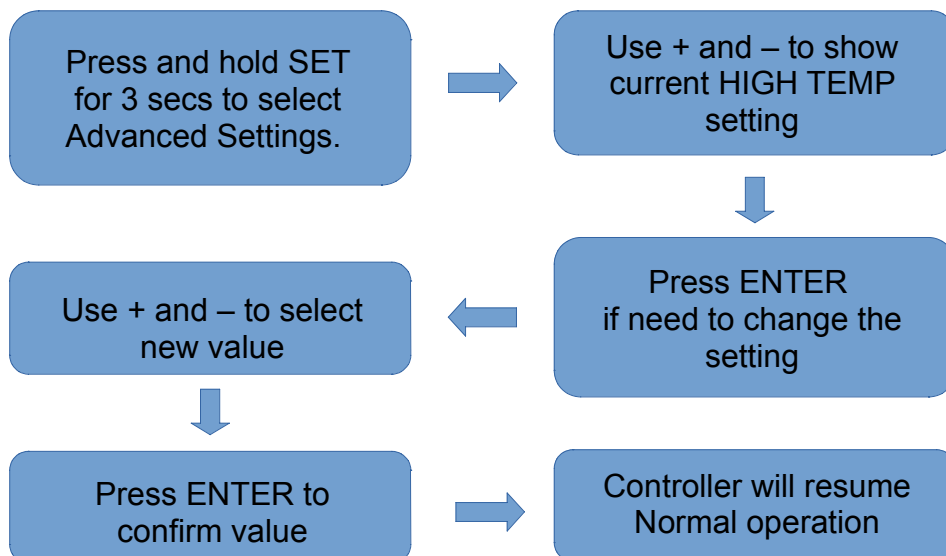 Press and hold SET
for 3 secs to select
Advanced Settings.
Use + and – to show
current HIGH TEMP
setting
Press ENTER
if need to change the
setting
Use + and – to select
new value
Press ENTER to
confirm value
Controller will resume
Normal operation